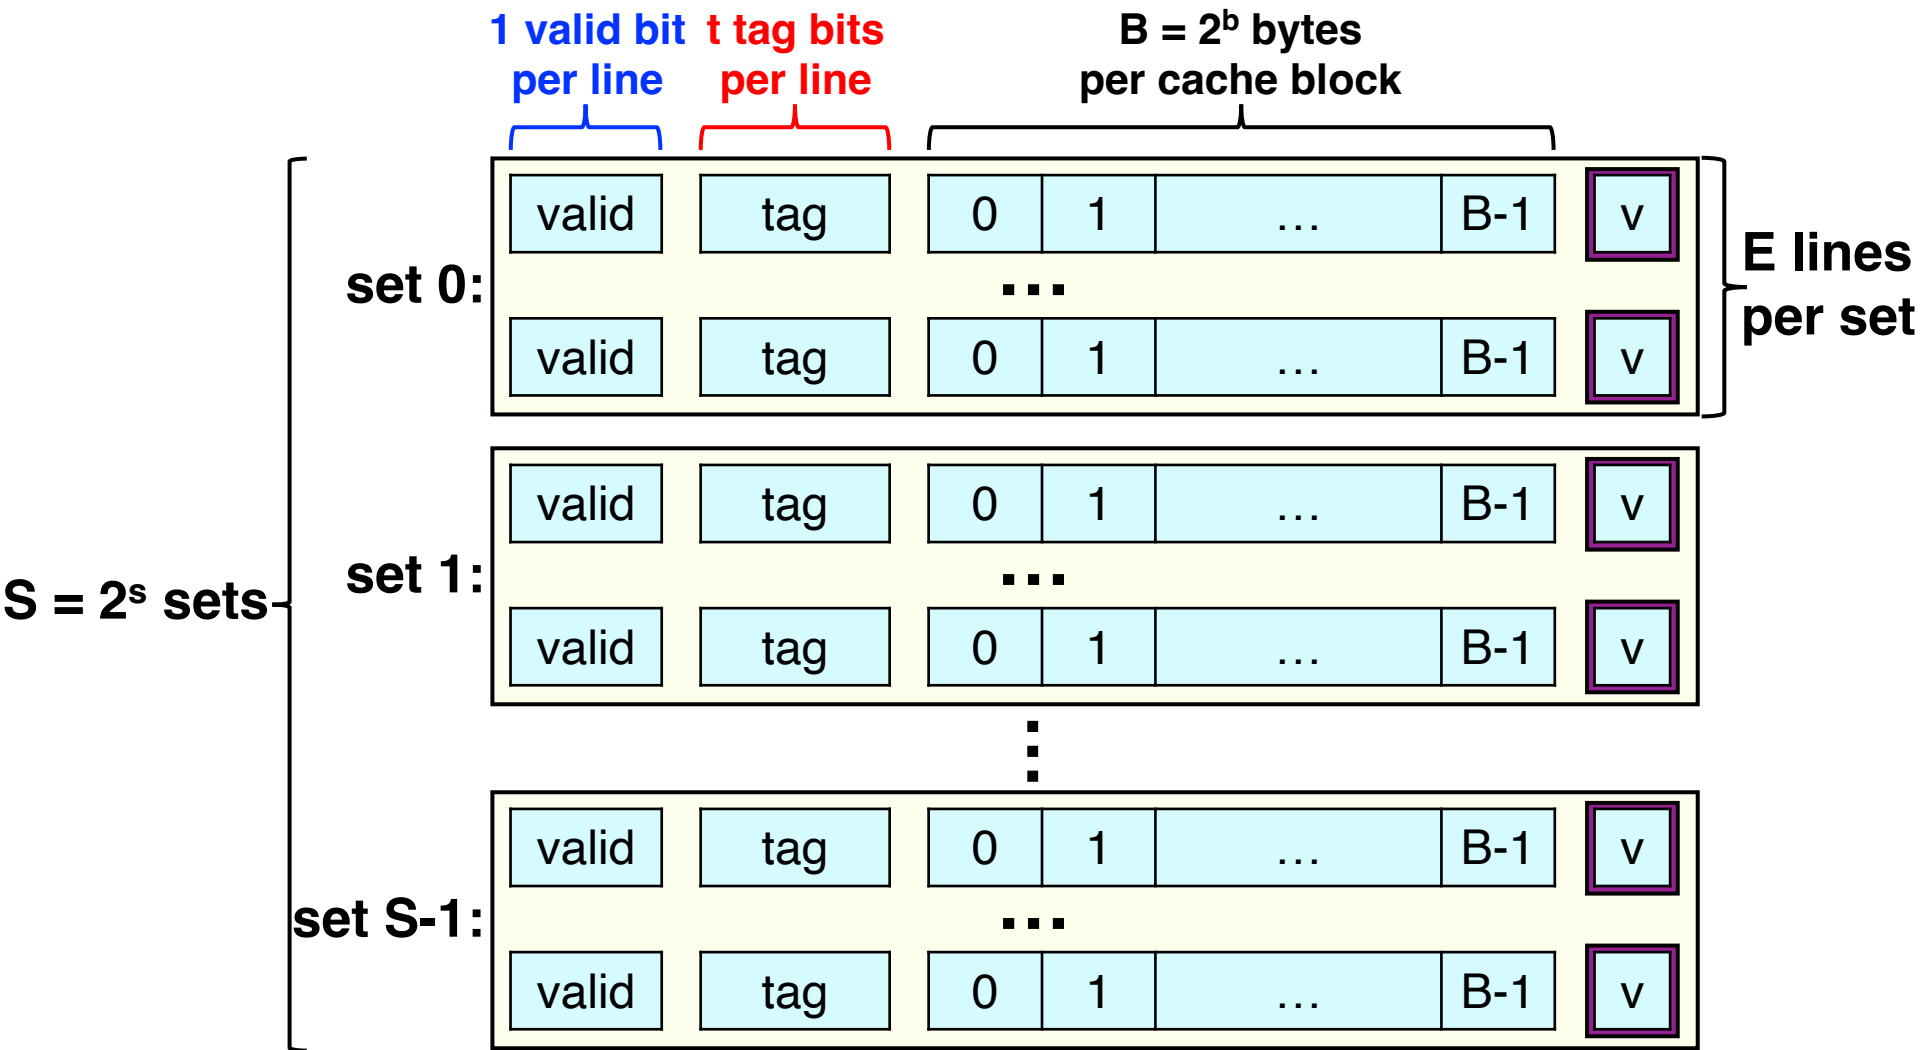 1 valid bit per line
t tag bits per line
B = 2ᵇ bytes per cache block
valid tag 0 1 … B-1 v
set 0: ...
valid tag 0 1 … B-1 v
E lines per set
valid tag 0 1 … B-1 v
set 1: ...
valid tag 0 1 … B-1 v
S = 2ˢ sets
⋮
valid tag 0 1 … B-1 v
set S-1: ...
valid tag 0 1 … B-1 v